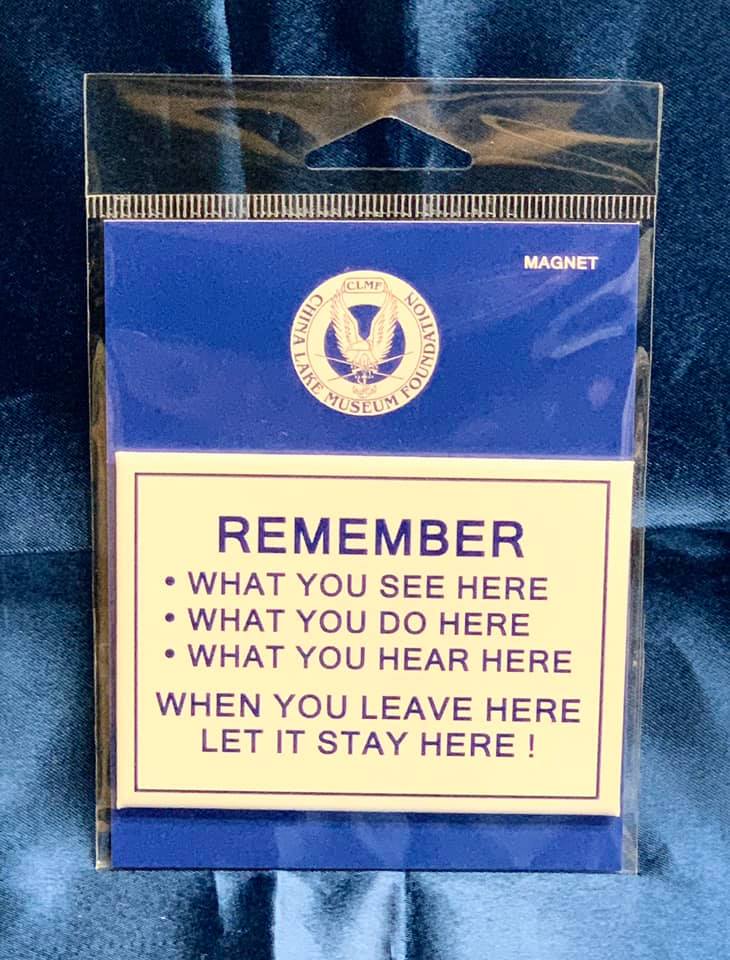 MAGNET
CLMF
CHINA LAKE MUSEUM FOUNDATION
REMEMBER
• WHAT YOU SEE HERE
• WHAT YOU DO HERE
• WHAT YOU HEAR HERE
WHEN YOU LEAVE HERE
LET IT STAY HERE !